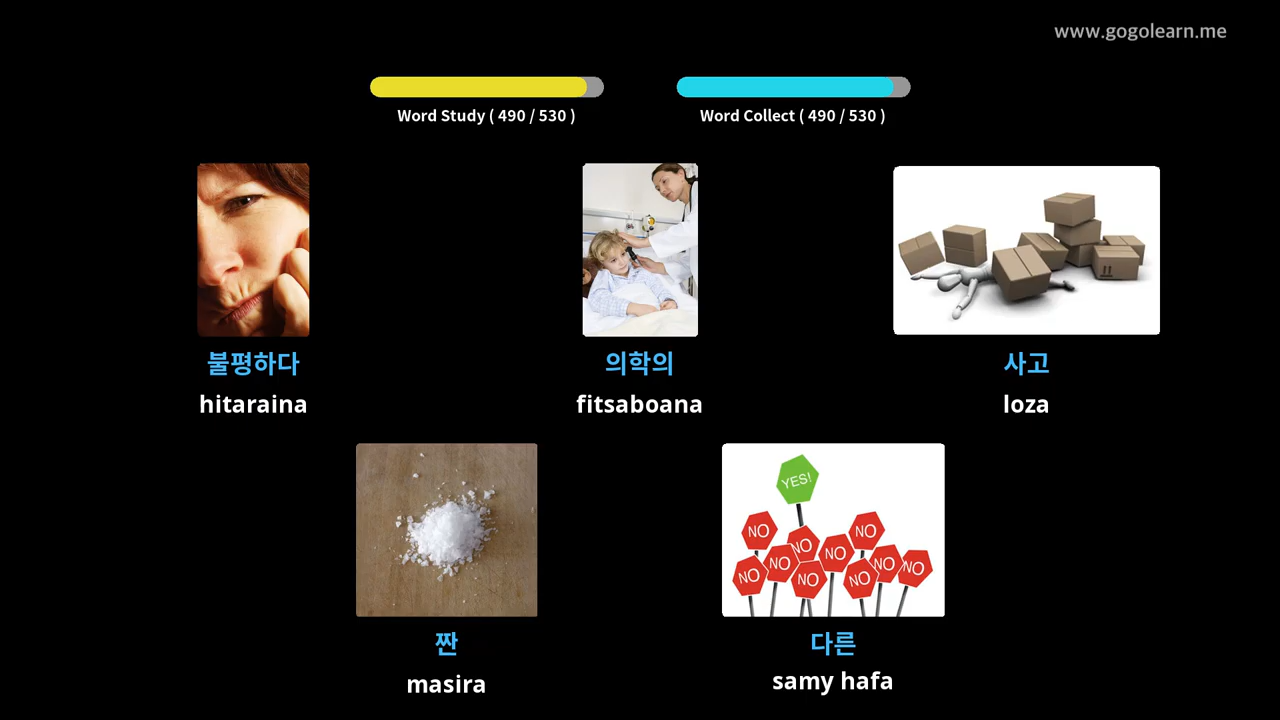 www.gogolearn.me
Word Study ( 490 / 530 )
Word Collect ( 490 / 530 )
불평하다
hitaraina
의학의
fitsaboana
사고
loza
YES!
NO
NO
NO
NO
NO
NO
NO
NO
NO
NO
짠
masira
다른
samy hafa